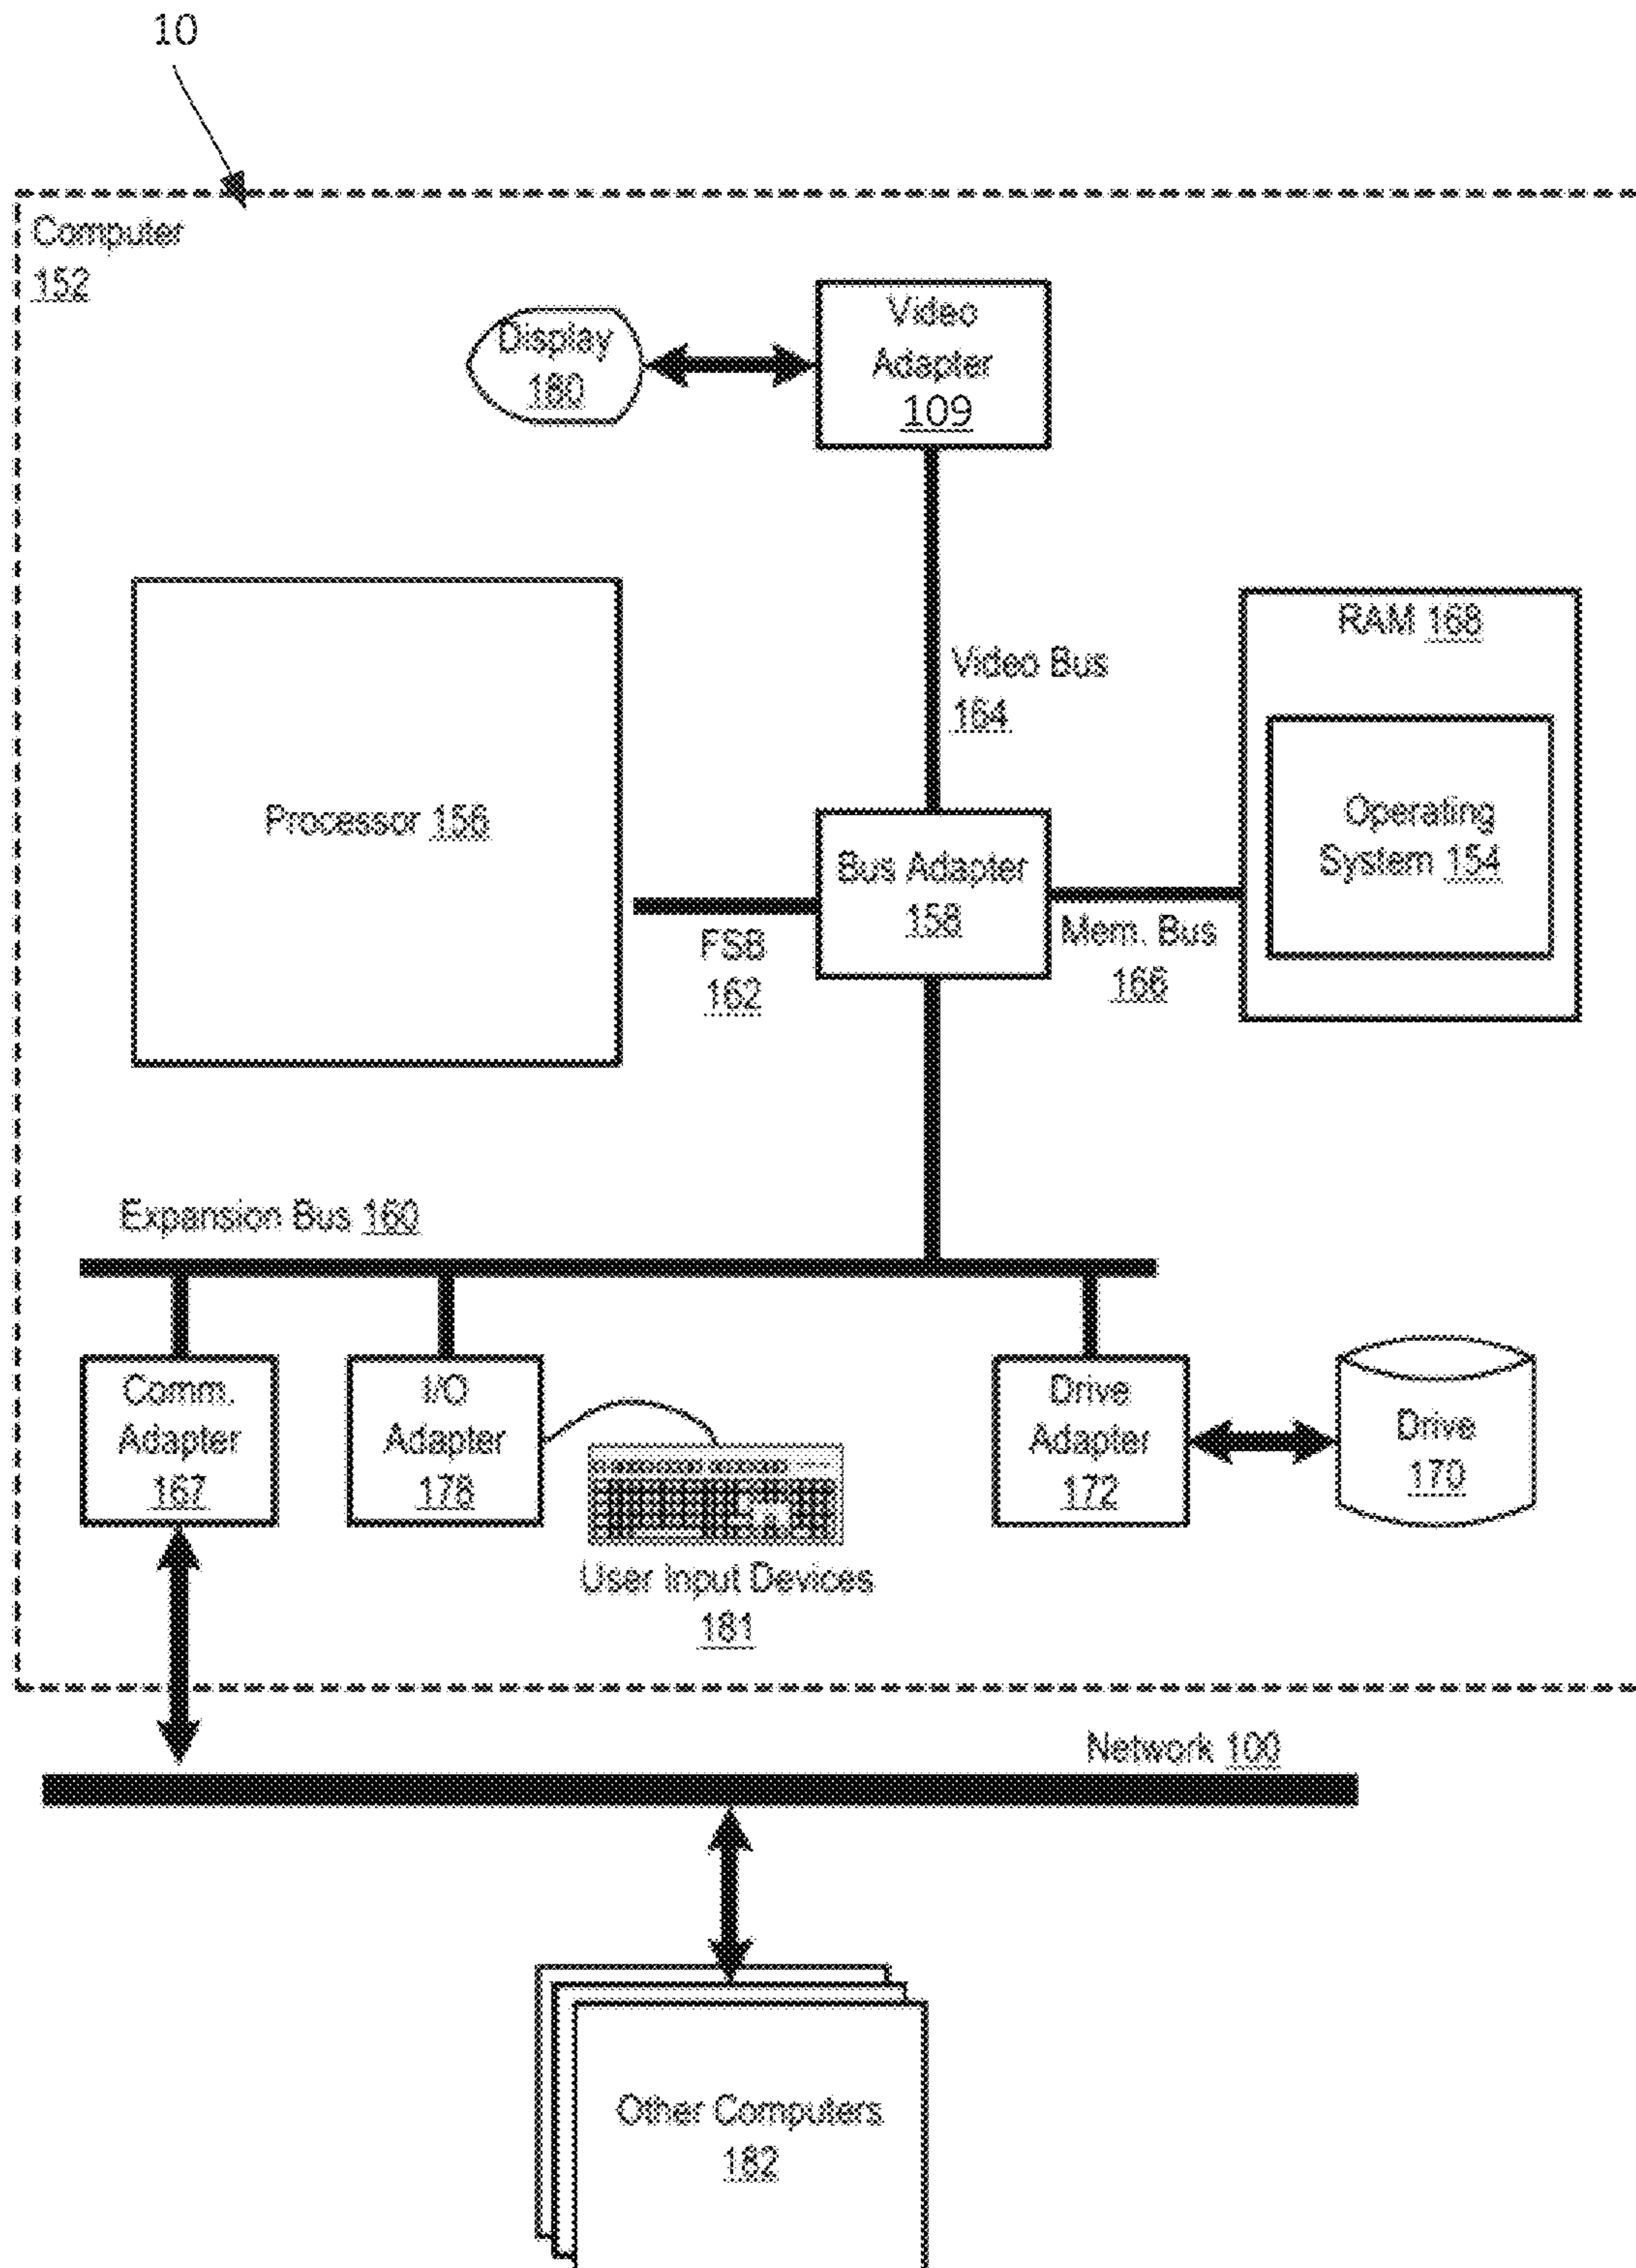 10
Computer
152
Display
180
Video
Adapter
109
RAM 168
Video Bus
164
Operating
System 154
Processor 156
Bus Adapter
158
FSB
162
Mem. Bus
166
Expansion Bus 160
Comm.
Adapter
167
I/O
Adapter
178
Drive
Adapter
172
Drive
170
User Input Devices
181
Network 100
Other Computers
182